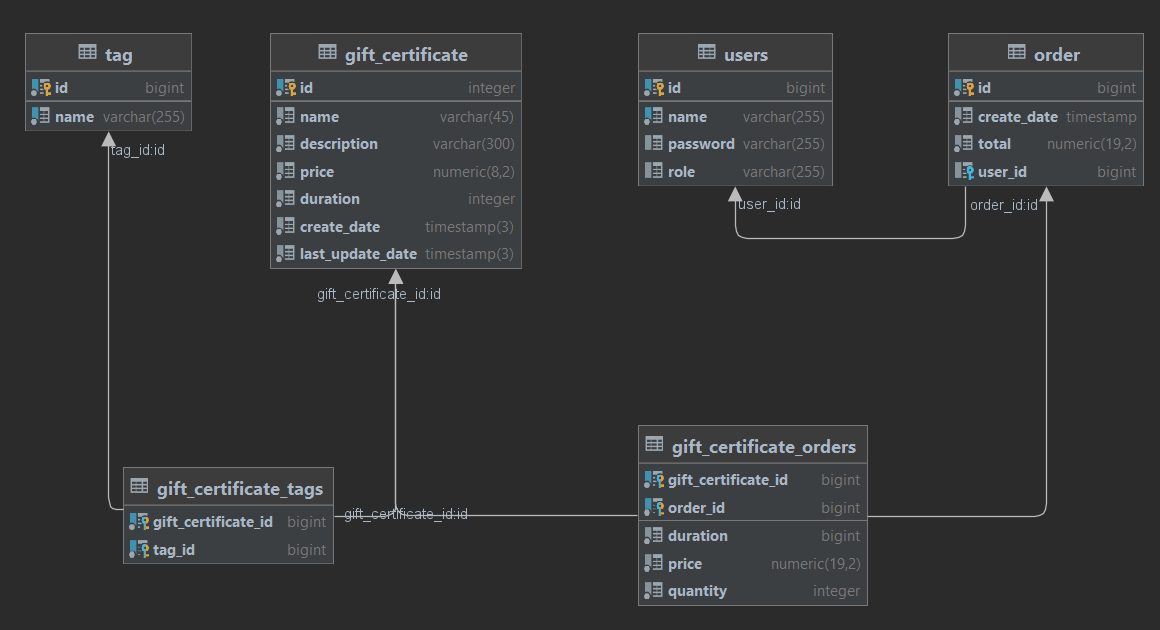 tag
id bigint
name varchar(255)
tag_id:id
gift_certificate
id integer
name varchar(45)
description varchar(300)
price numeric(8,2)
duration integer
create_date timestamp(3)
last_update_date timestamp(3)
gift_certificate_id:id
users
id bigint
name varchar(255)
password varchar(255)
role varchar(255)
user_id:id
order
id bigint
create_date timestamp
total numeric(19,2)
user_id bigint
order_id:id
gift_certificate_tags
gift_certificate_id bigint
tag_id bigint
gift_certificate_id:id
gift_certificate_orders
gift_certificate_id bigint
order_id bigint
duration bigint
price numeric(19,2)
quantity integer